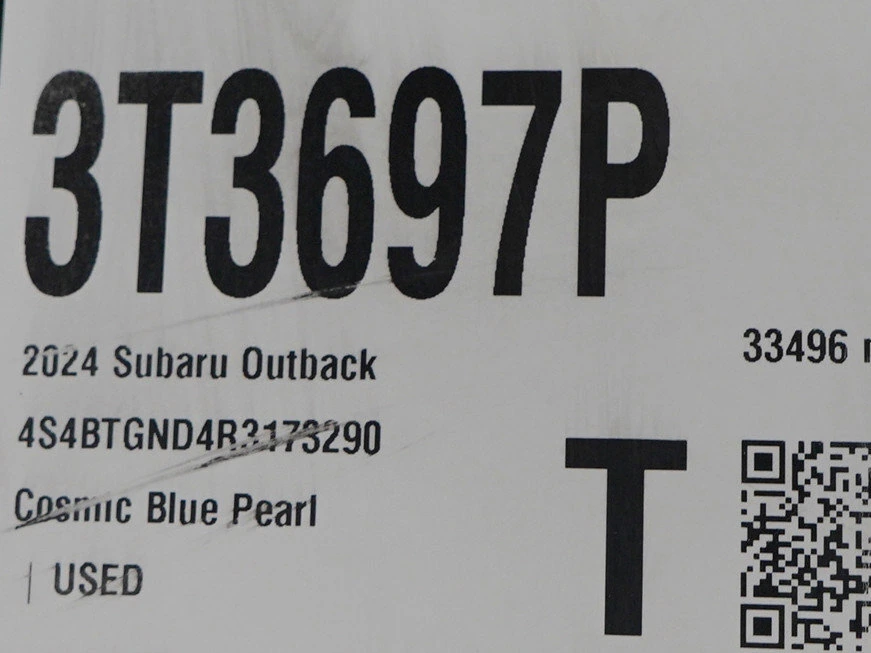 3T3697P
2024 Subaru Outback
33496
4S4BTGND4R3173290
Cosmic Blue Pearl
T
| USED